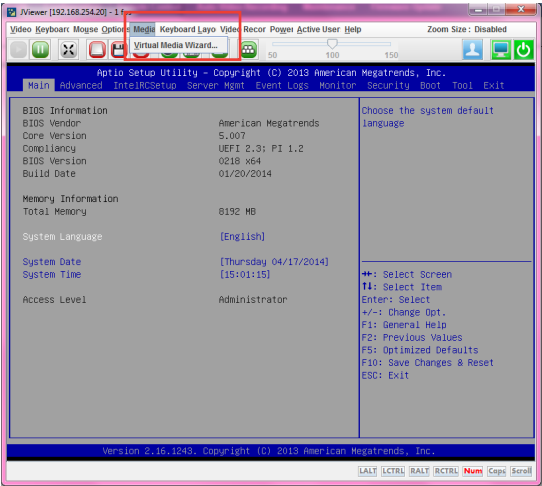 JViewer [192.168.254.20] - 1 fps
Video Keyboard Mouse Options Media Keyboard Layo Video Recor Power Active User Help Zoom Size : Disabled
Virtual Media Wizard...
50 100 150
Aptio Setup Utility – Copyright (C) 2013 American Megatrends, Inc.
Main Advanced IntelRCSetup Server Mgmt Event Logs Monitor Security Boot Tool Exit
BIOS Information
BIOS Vendor American Megatrends
Core Version 5.007
Compliancy UEFI 2.3; PI 1.2
BIOS Version 0218 x64
Build Date 01/20/2014
Memory Information
Total Memory 8192 MB
System Language [English]
System Date [Thursday 04/17/2014]
System Time [15:01:15]
Access Level Administrator
Choose the system default
language
→←: Select Screen
↑↓: Select Item
Enter: Select
+/-: Change Opt.
F1: General Help
F2: Previous Values
F5: Optimized Defaults
F10: Save Changes & Reset
ESC: Exit
Version 2.16.1243. Copyright (C) 2013 American Megatrends, Inc.
LALT LCTRL RALT RCTRL Num Caps Scroll